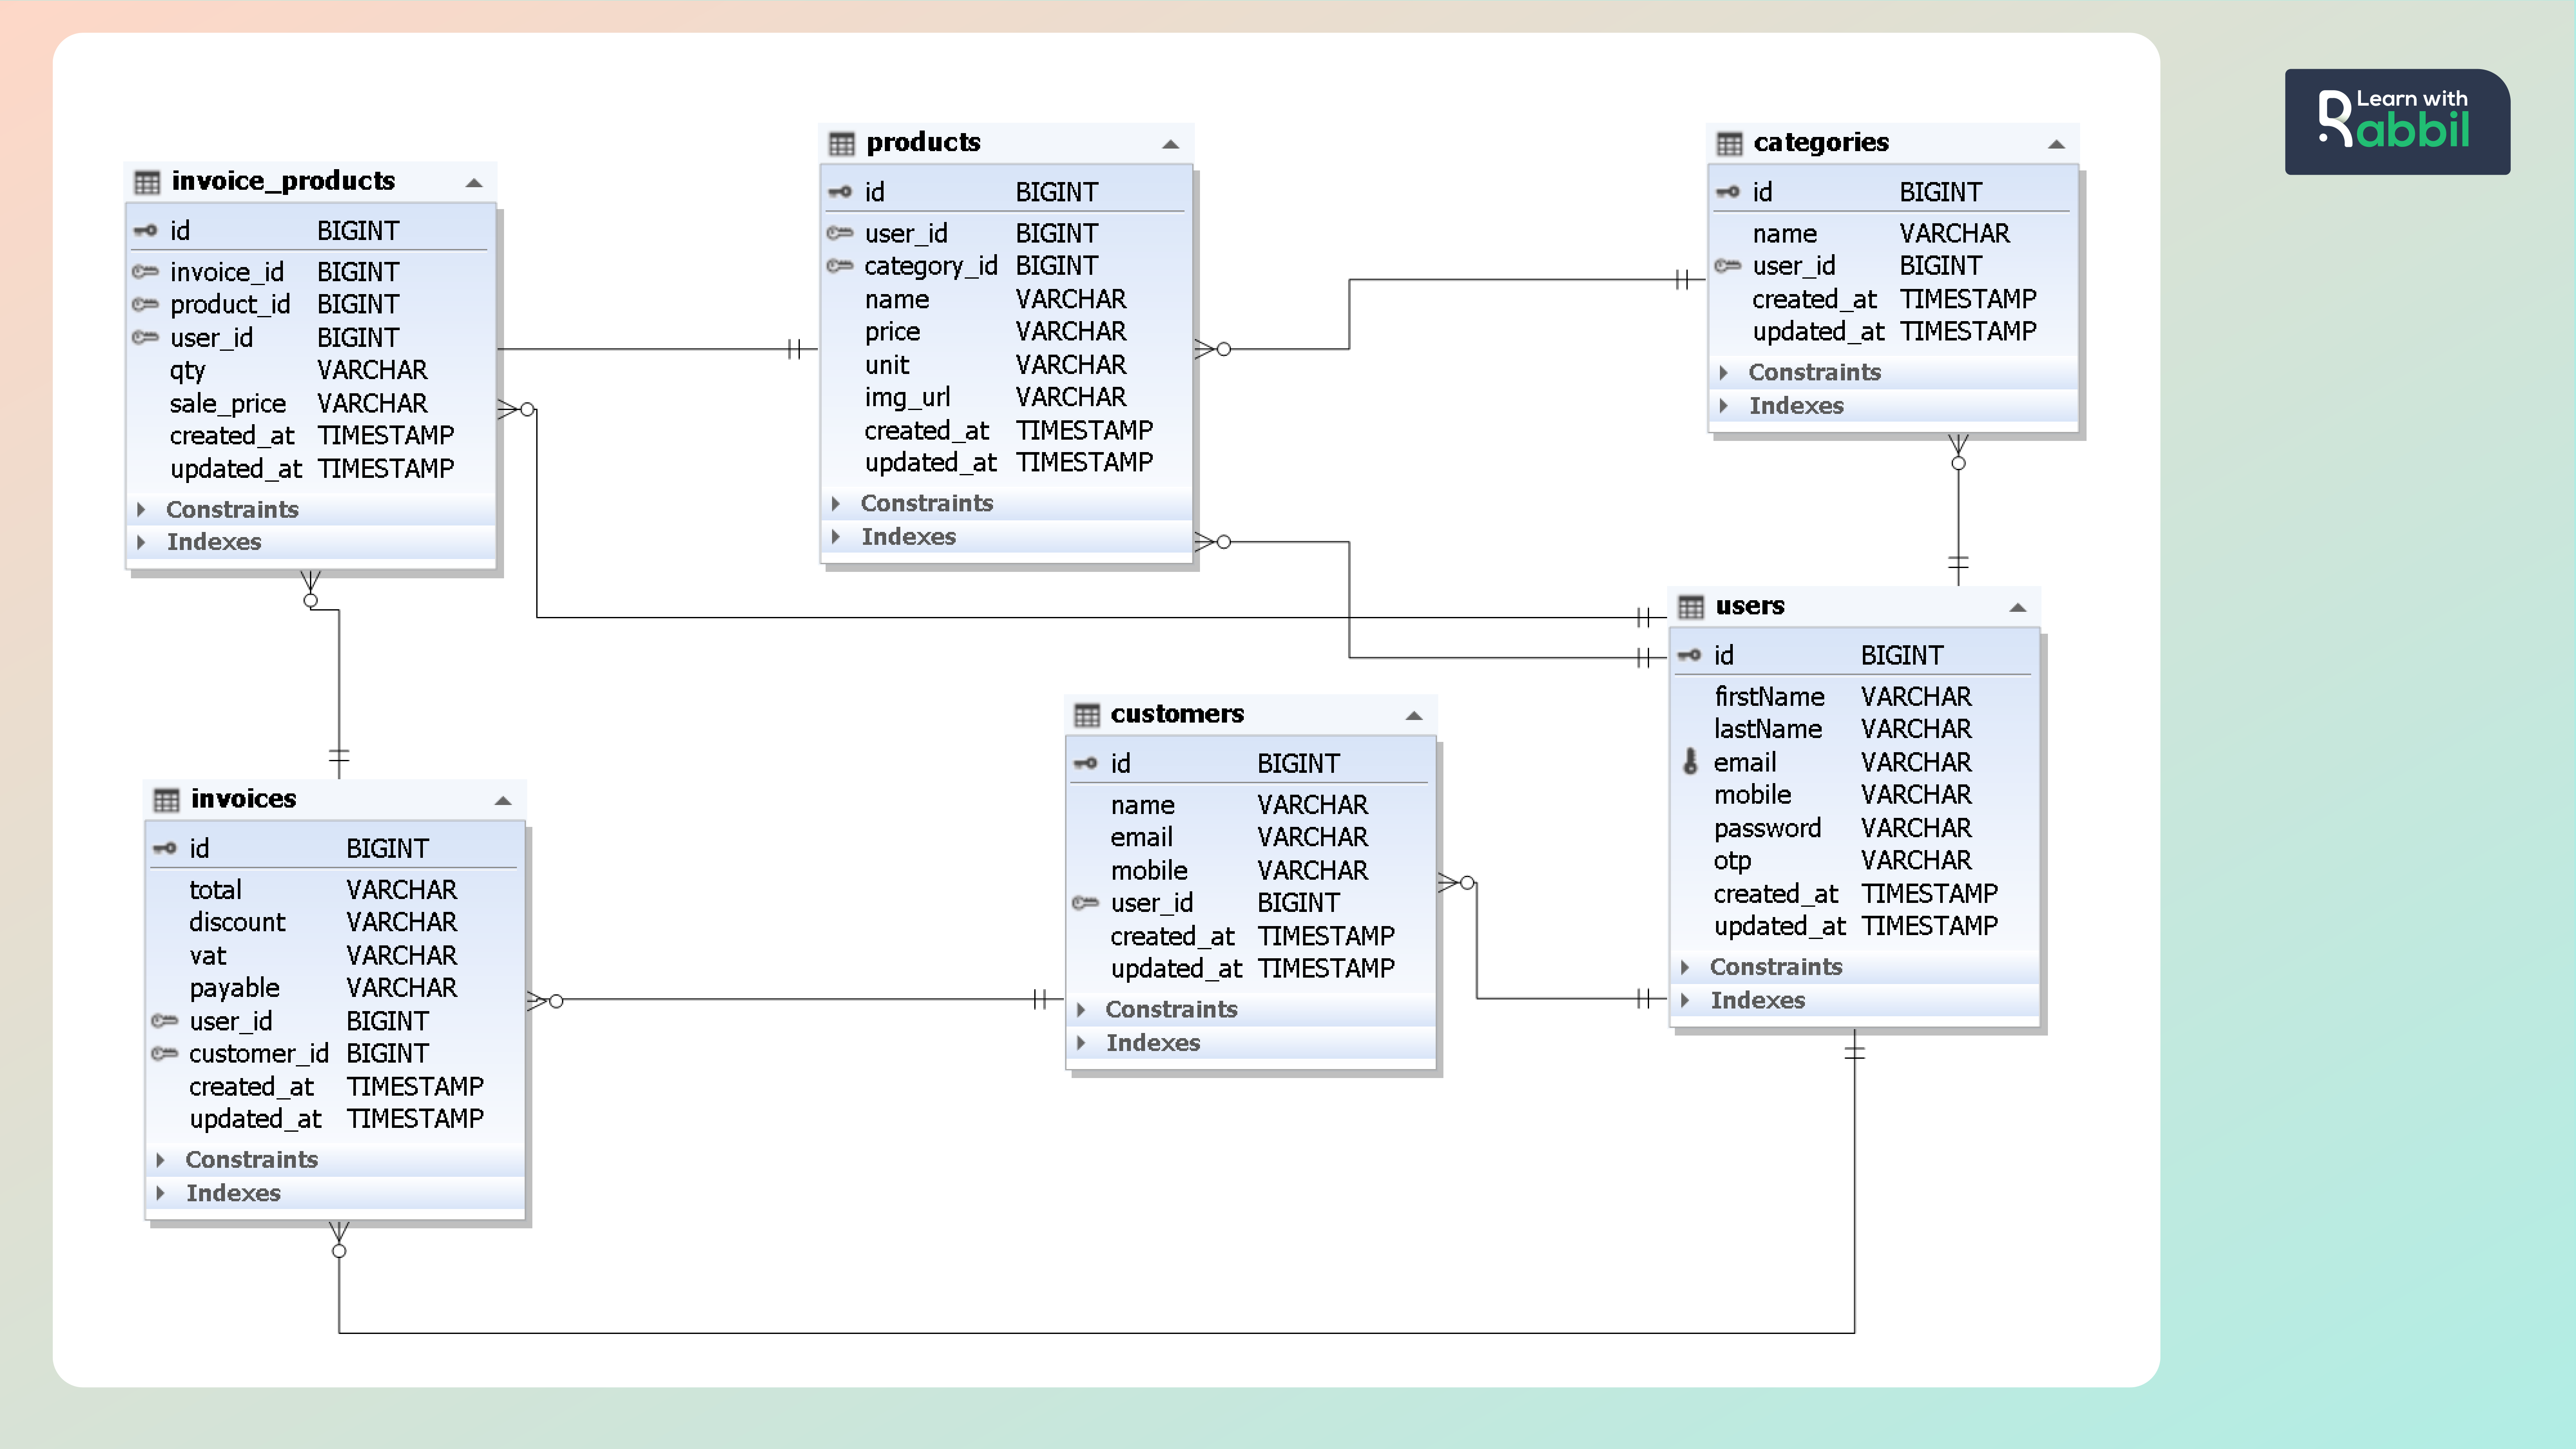 Learn with
Rabbil
products
id BIGINT
user_id BIGINT
category_id BIGINT
name VARCHAR
price VARCHAR
unit VARCHAR
img_url VARCHAR
created_at TIMESTAMP
updated_at TIMESTAMP
Constraints
Indexes
categories
id BIGINT
name VARCHAR
user_id BIGINT
created_at TIMESTAMP
updated_at TIMESTAMP
Constraints
Indexes
invoice_products
id BIGINT
invoice_id BIGINT
product_id BIGINT
user_id BIGINT
qty VARCHAR
sale_price VARCHAR
created_at TIMESTAMP
updated_at TIMESTAMP
Constraints
Indexes
users
id BIGINT
firstName VARCHAR
lastName VARCHAR
email VARCHAR
mobile VARCHAR
password VARCHAR
otp VARCHAR
created_at TIMESTAMP
updated_at TIMESTAMP
Constraints
Indexes
customers
id BIGINT
name VARCHAR
email VARCHAR
mobile VARCHAR
user_id BIGINT
created_at TIMESTAMP
updated_at TIMESTAMP
Constraints
Indexes
invoices
id BIGINT
total VARCHAR
discount VARCHAR
vat VARCHAR
payable VARCHAR
user_id BIGINT
customer_id BIGINT
created_at TIMESTAMP
updated_at TIMESTAMP
Constraints
Indexes